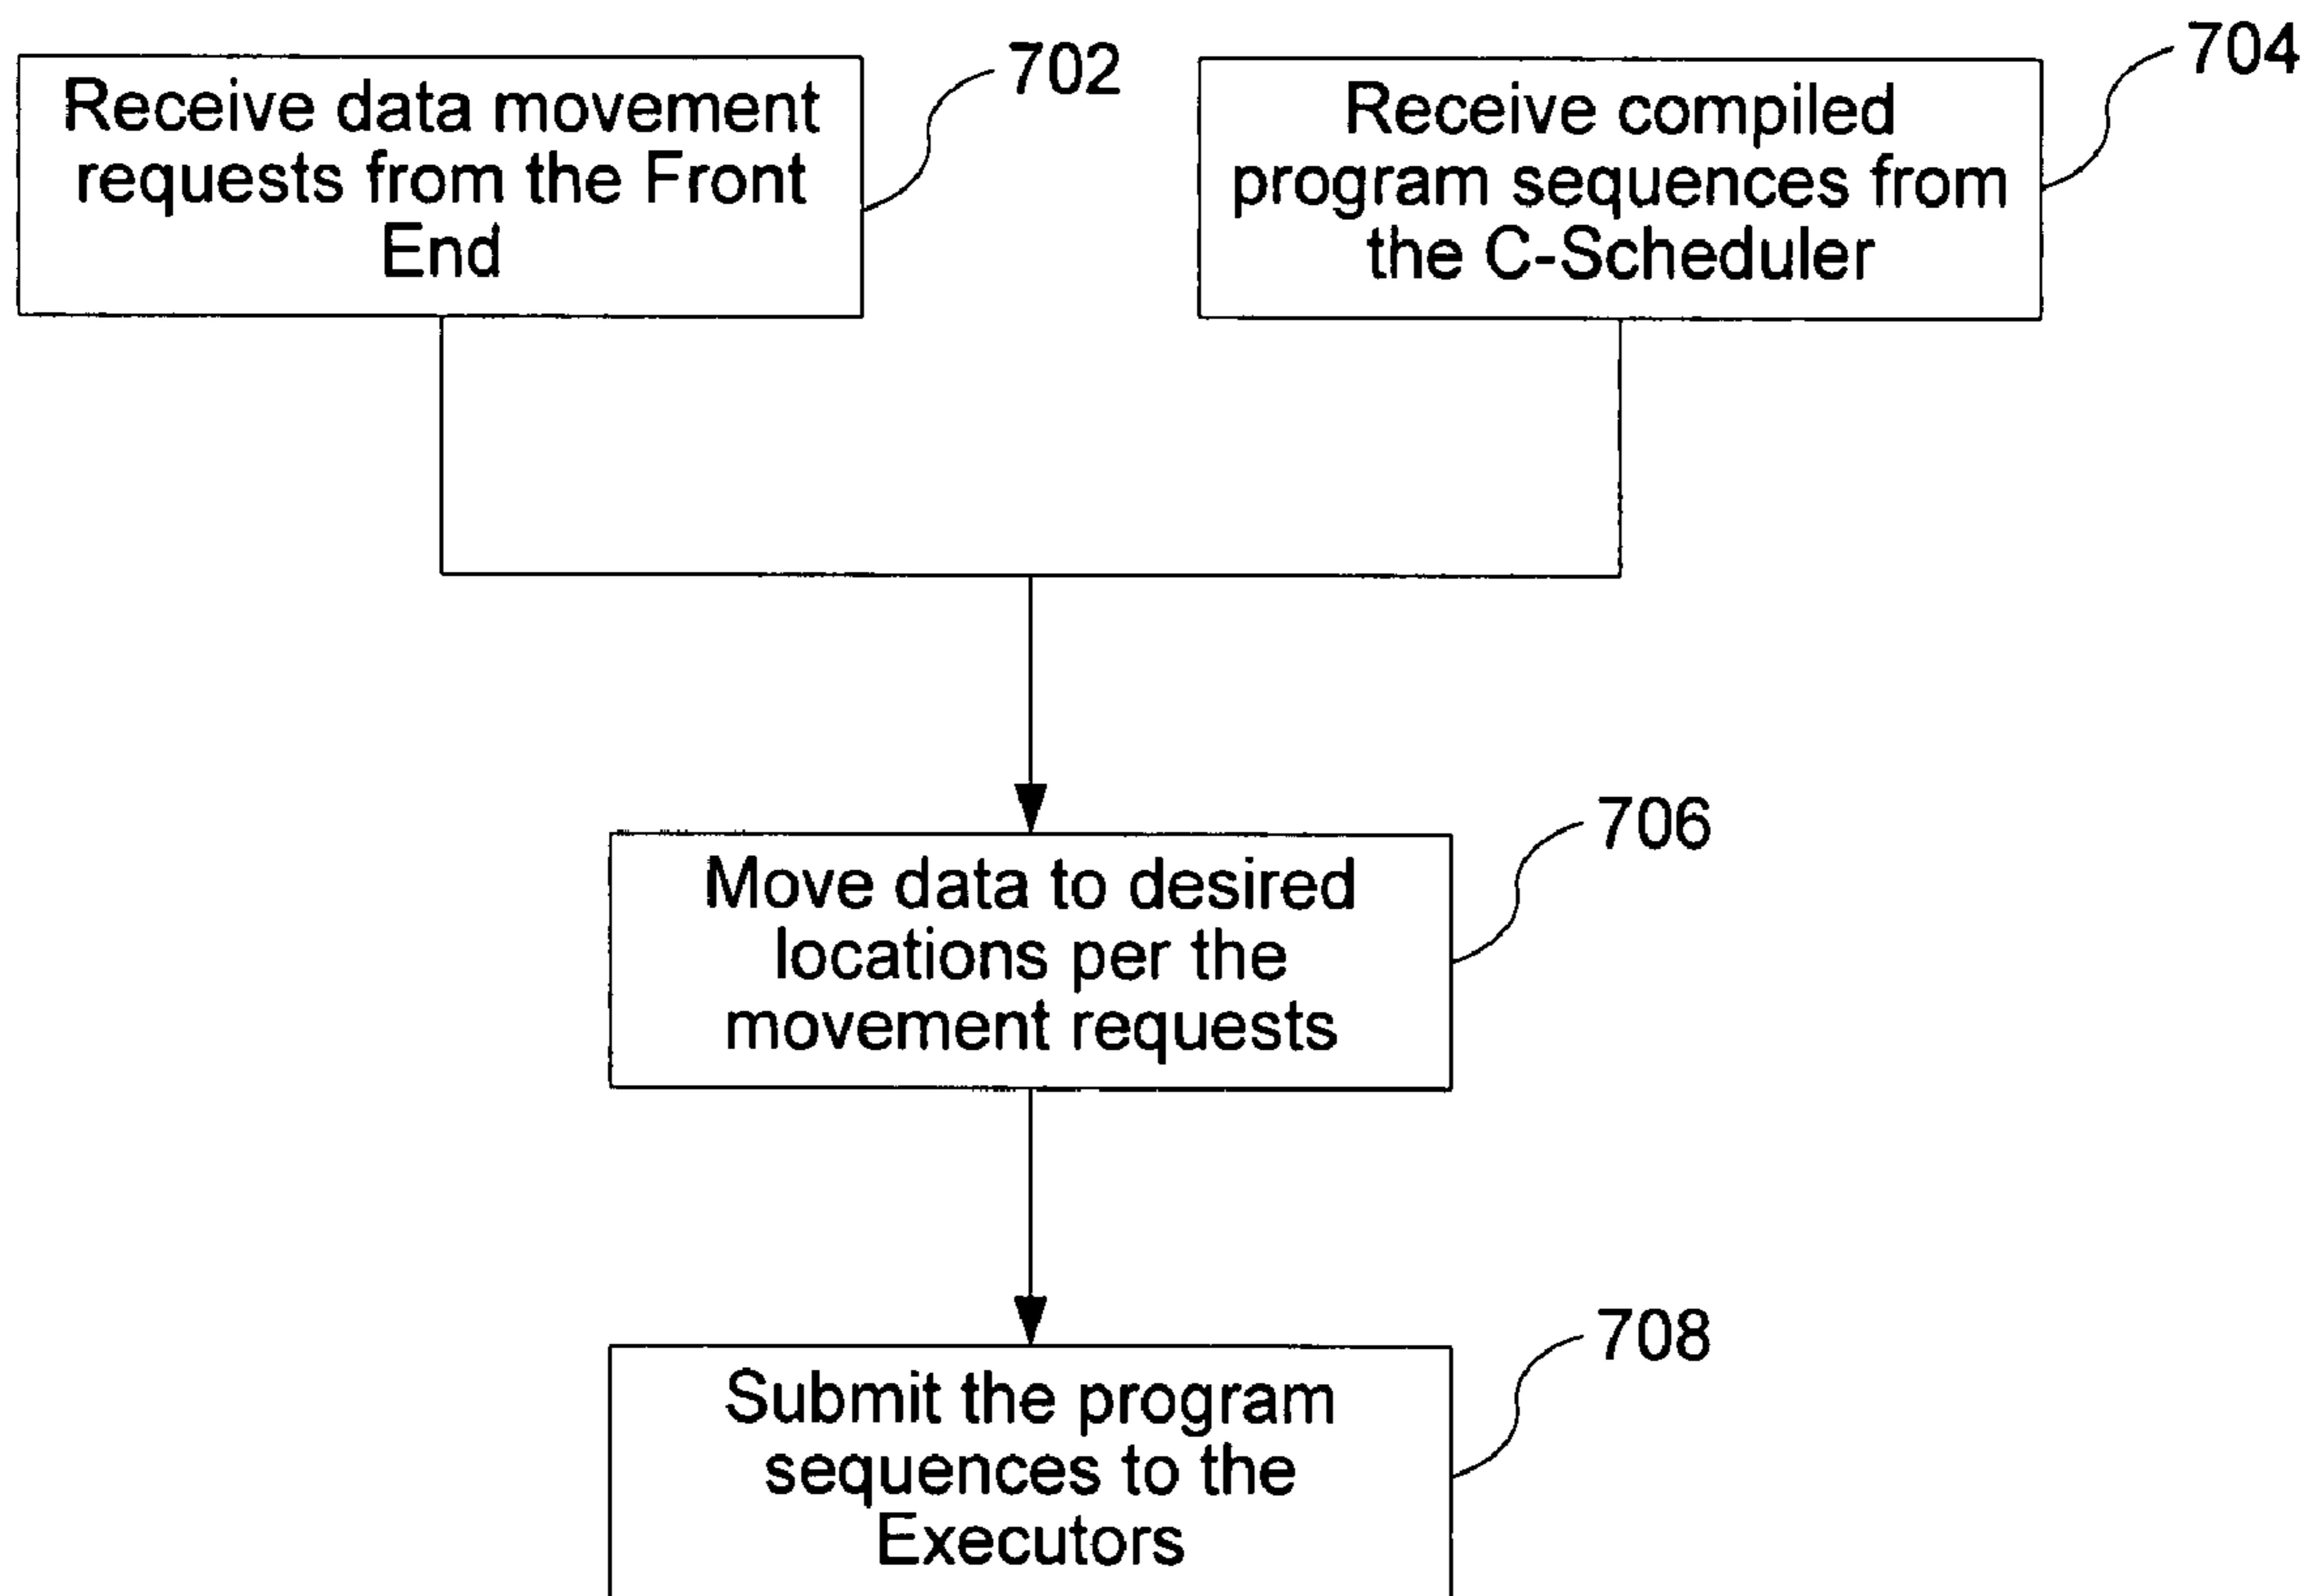 Receive data movement
requests from the Front
End
702
Receive compiled
program sequences from
the C-Scheduler
704
Move data to desired
locations per the
movement requests
706
Submit the program
sequences to the
Executors
708